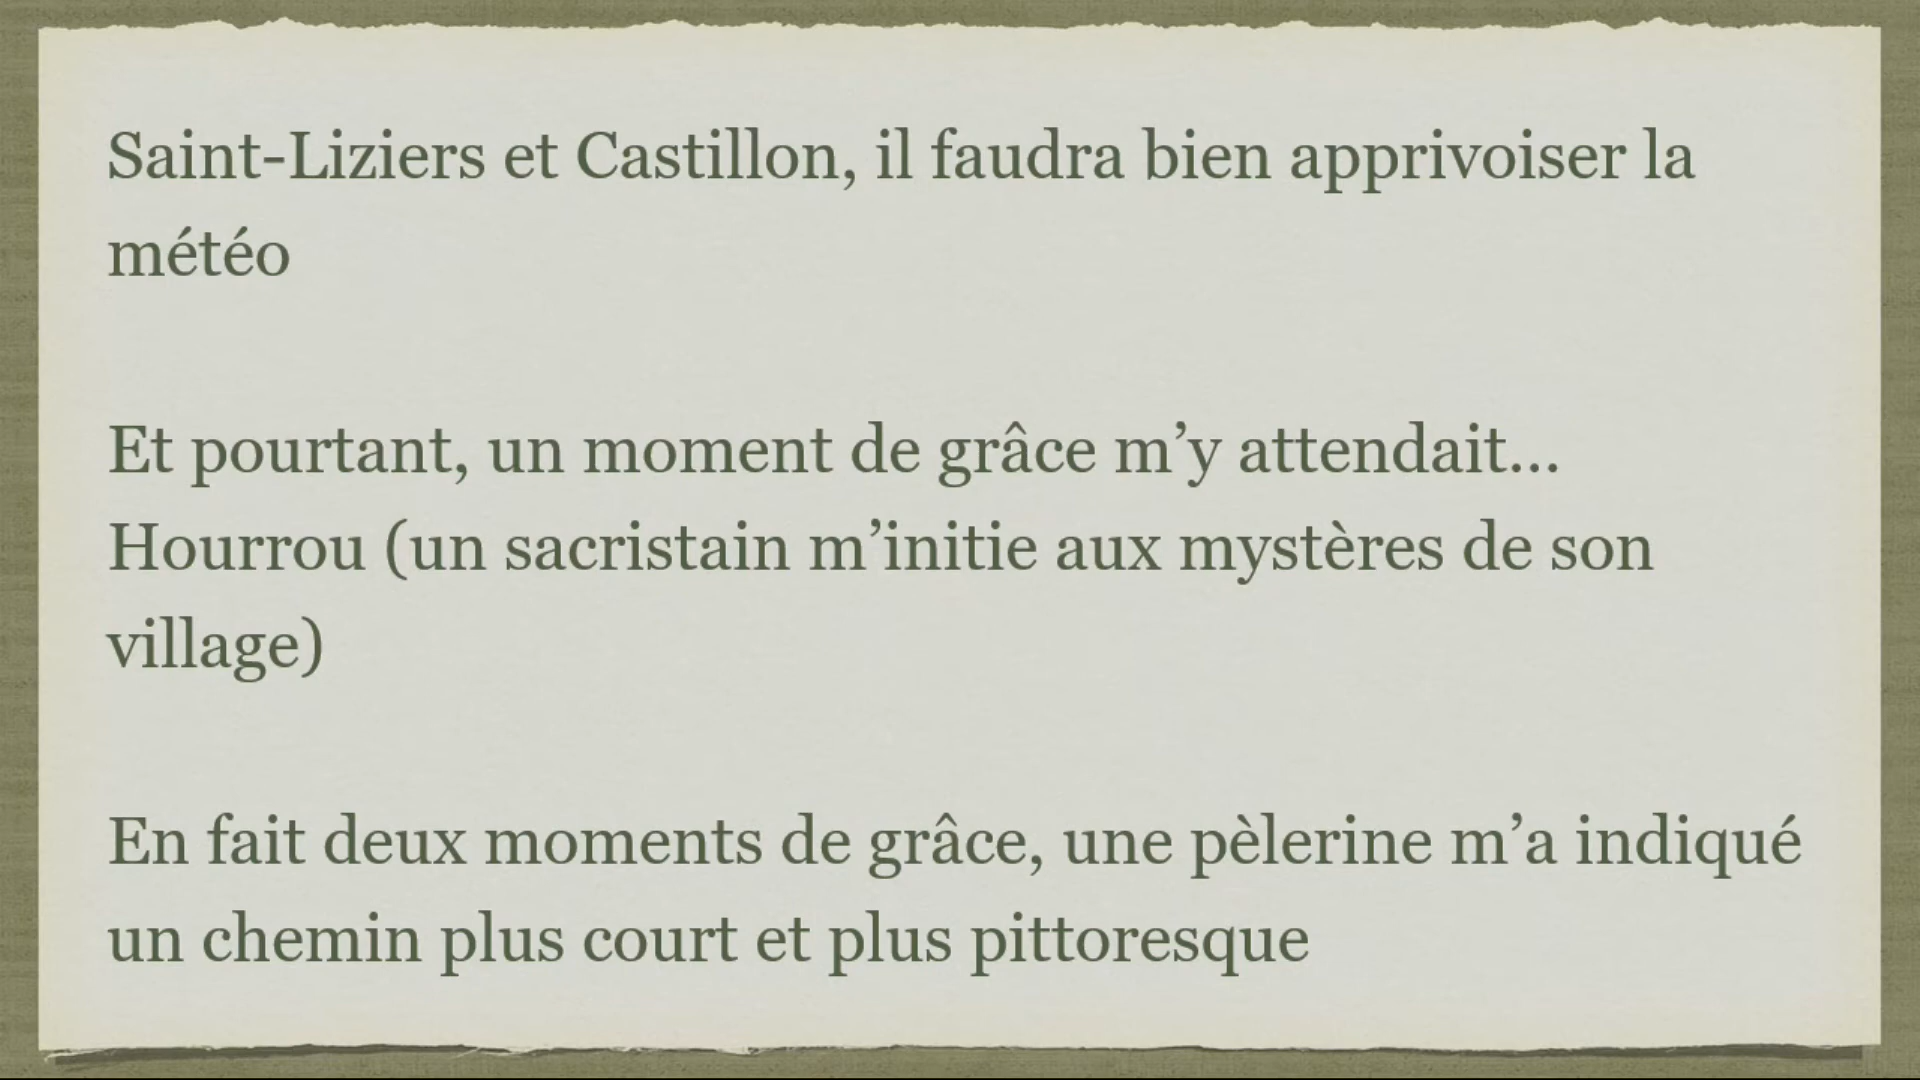 Saint-Liziers et Castillon, il faudra bien apprivoiser la
météo
Et pourtant, un moment de grâce m’y attendait...
Hourrou (un sacristain m’initie aux mystères de son
village)
En fait deux moments de grâce, une pèlerine m’a indiqué
un chemin plus court et plus pittoresque